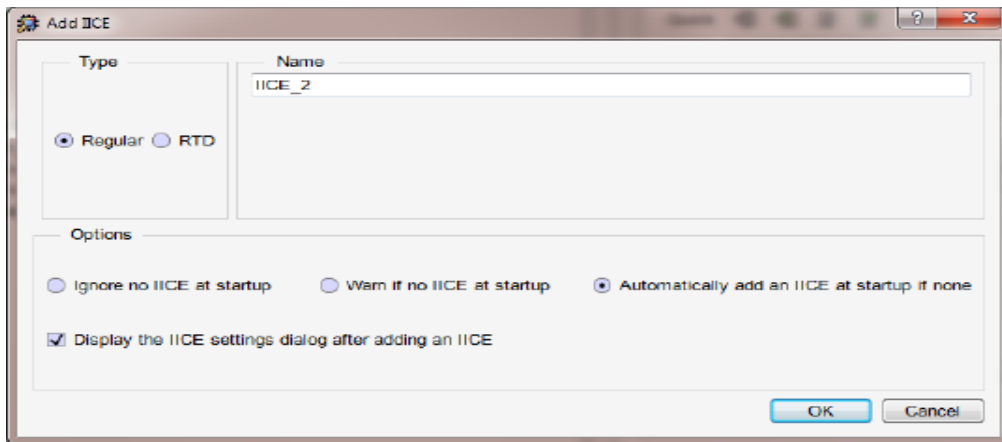 Add IICE
Type
Name
IICE_2
Regular
RTD
Options
Ignore no IICE at startup
Warn if no IICE at startup
Automatically add an IICE at startup if none
Display the IICE settings dialog after adding an IICE
OK
Cancel